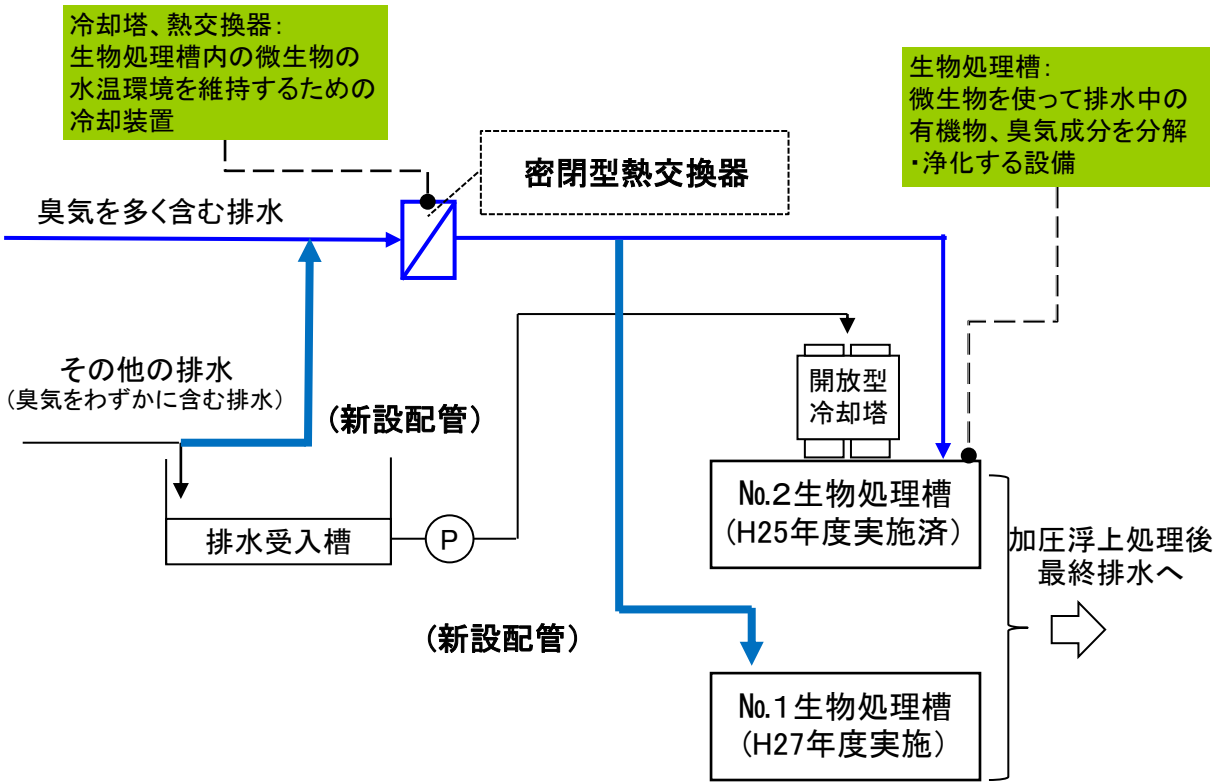 冷却塔、熱交換器：
生物処理槽内の微生物の
水温環境を維持するための
冷却装置
生物処理槽：
微生物を使って排水中の
有機物、臭気成分を分解
・浄化する設備
密閉型熱交換器
臭気を多く含む排水
その他の排水
（臭気をわずかに含む排水）
（新設配管）
開放型
冷却塔
排水受入槽
P
№２生物処理槽
（H25年度実施済）
加圧浮上処理後
最終排水へ
（新設配管）
№１生物処理槽
（H27年度実施）